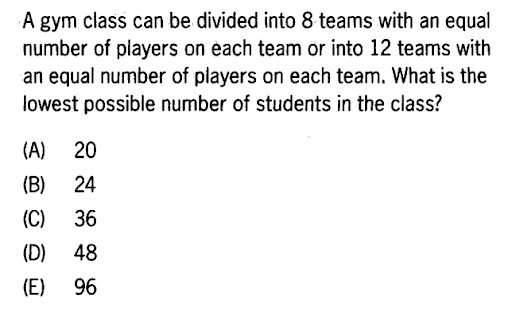 A gym class can be divided into 8 teams with an equal
number of players on each team or into 12 teams with
an equal number of players on each team. What is the
lowest possible number of students in the class?
(A) 20
(B) 24
(C) 36
(D) 48
(E) 96